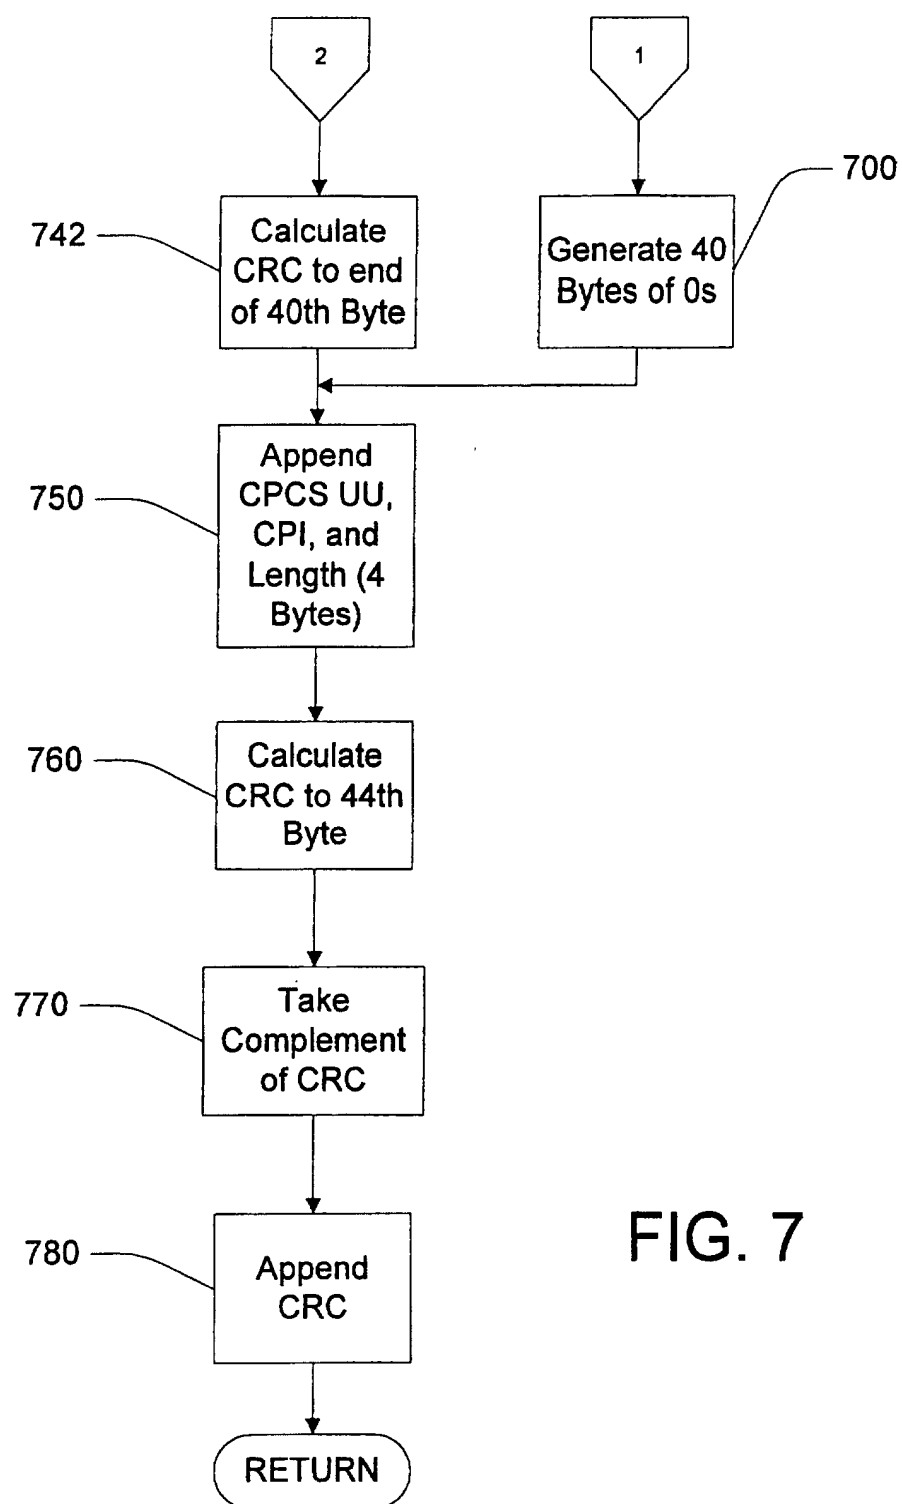 2
1
700
742
Calculate
CRC to end
of 40th Byte
Generate 40
Bytes of 0s
750
Append
CPCS UU,
CPI, and
Length (4
Bytes)
760
Calculate
CRC to 44th
Byte
770
Take
Complement
of CRC
780
Append
CRC
FIG. 7
RETURN